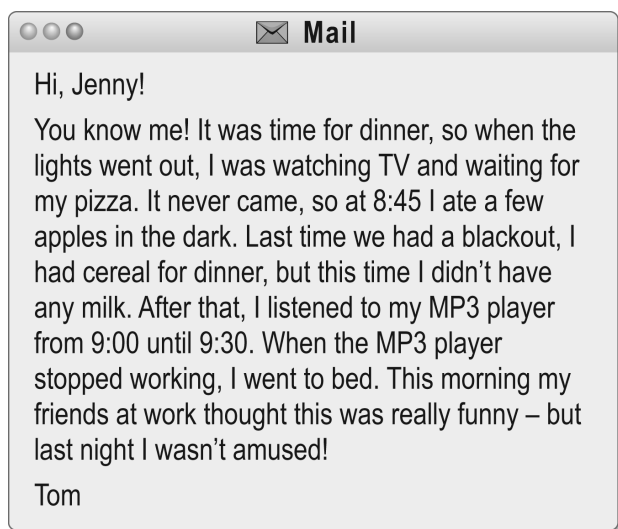 Mail
Hi, Jenny!
You know me! It was time for dinner, so when the
lights went out, I was watching TV and waiting for
my pizza. It never came, so at 8:45 I ate a few
apples in the dark. Last time we had a blackout, I
had cereal for dinner, but this time I didn’t have
any milk. After that, I listened to my MP3 player
from 9:00 until 9:30. When the MP3 player
stopped working, I went to bed. This morning my
friends at work thought this was really funny – but
last night I wasn’t amused!
Tom